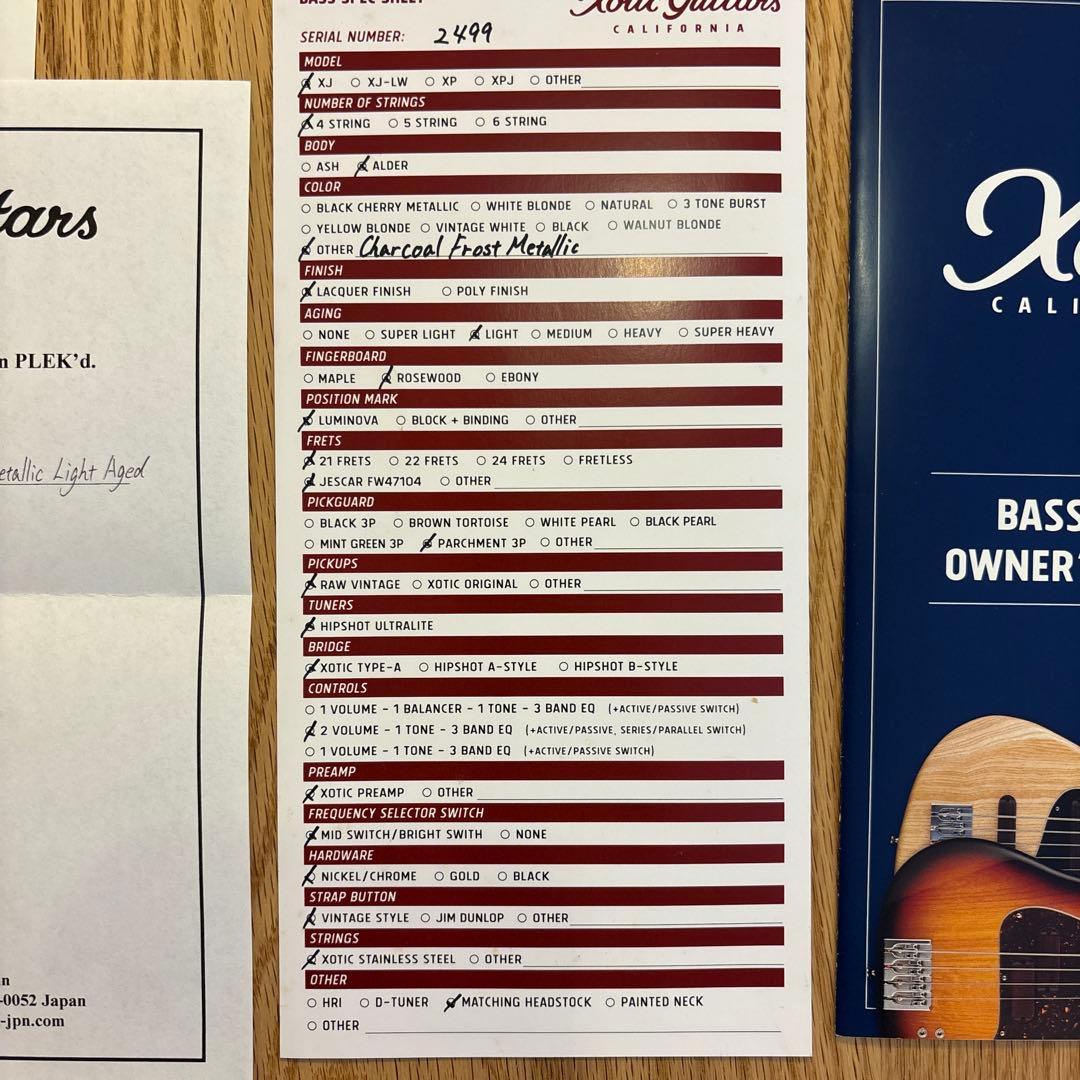 BASS SPEC SHEET
Xotic Guitars
CALIFORNIA
SERIAL NUMBER: 2499
MODEL
XJ XJ-LW XP XPJ OTHER
NUMBER OF STRINGS
4 STRING 5 STRING 6 STRING
BODY
ASH ALDER
COLOR
BLACK CHERRY METALLIC WHITE BLONDE NATURAL 3 TONE BURST
YELLOW BLONDE VINTAGE WHITE BLACK WALNUT BLONDE
OTHER Charcoal Frost Metallic
FINISH
LACQUER FINISH POLY FINISH
AGING
NONE SUPER LIGHT LIGHT MEDIUM HEAVY SUPER HEAVY
FINGERBOARD
MAPLE ROSEWOOD EBONY
POSITION MARK
LUMINOVA BLOCK + BINDING OTHER
FRETS
21 FRETS 22 FRETS 24 FRETS FRETLESS
JESCAR FW47104 OTHER
PICKGUARD
BLACK 3P BROWN TORTOISE WHITE PEARL BLACK PEARL
MINT GREEN 3P PARCHMENT 3P OTHER
PICKUPS
RAW VINTAGE XOTIC ORIGINAL OTHER
TUNERS
HIPSHOT ULTRALITE
BRIDGE
XOTIC TYPE-A HIPSHOT A-STYLE HIPSHOT B-STYLE
CONTROLS
1 VOLUME - 1 BALANCER - 1 TONE - 3 BAND EQ (+ACTIVE/PASSIVE SWITCH)
2 VOLUME - 1 TONE - 3 BAND EQ (+ACTIVE/PASSIVE, SERIES/PARALLEL SWITCH)
1 VOLUME - 1 TONE - 3 BAND EQ (+ACTIVE/PASSIVE SWITCH)
PREAMP
XOTIC PREAMP OTHER
FREQUENCY SELECTOR SWITCH
MID SWITCH/BRIGHT SWITH NONE
HARDWARE
NICKEL/CHROME GOLD BLACK
STRAP BUTTON
VINTAGE STYLE JIM DUNLOP OTHER
STRINGS
XOTIC STAINLESS STEEL OTHER
OTHER
HRI D-TUNER MATCHING HEADSTOCK PAINTED NECK
OTHER
tars
n PLEK'd.
etallic Light Aged
n
-0052 Japan
-jpn.com
Xo
CALI
BASS
OWNER'